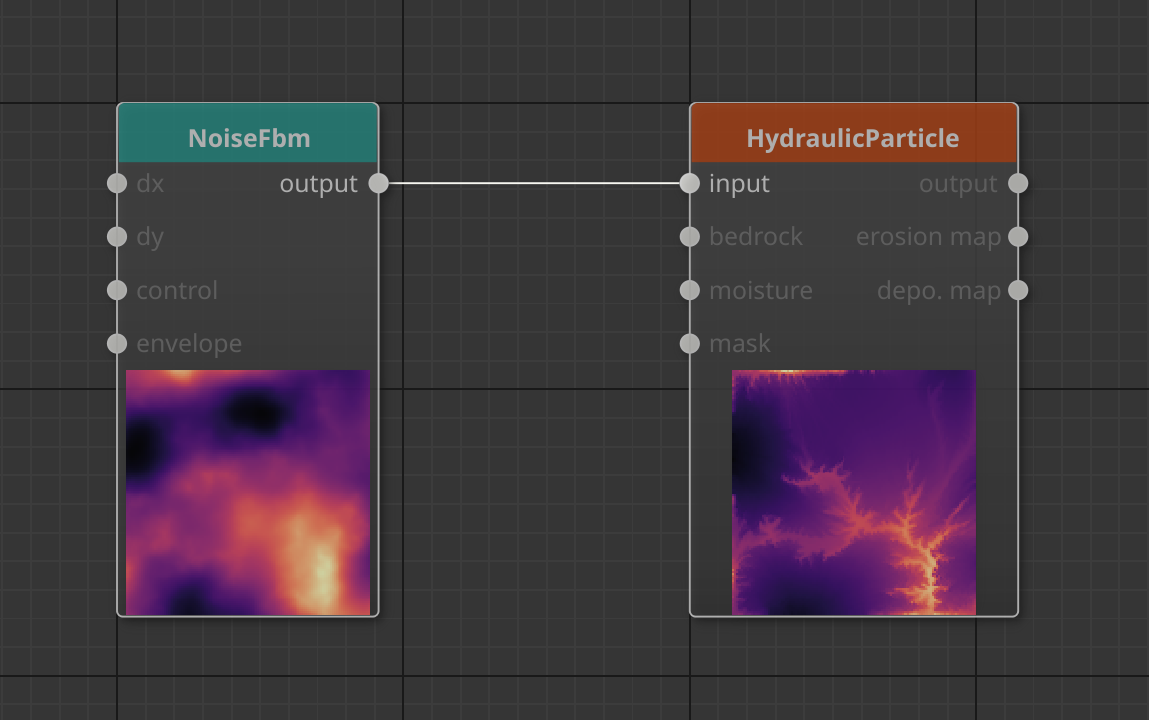 NoiseFbm
dx
output
dy
control
envelope
HydraulicParticle
input
output
bedrock
erosion map
moisture
depo. map
mask